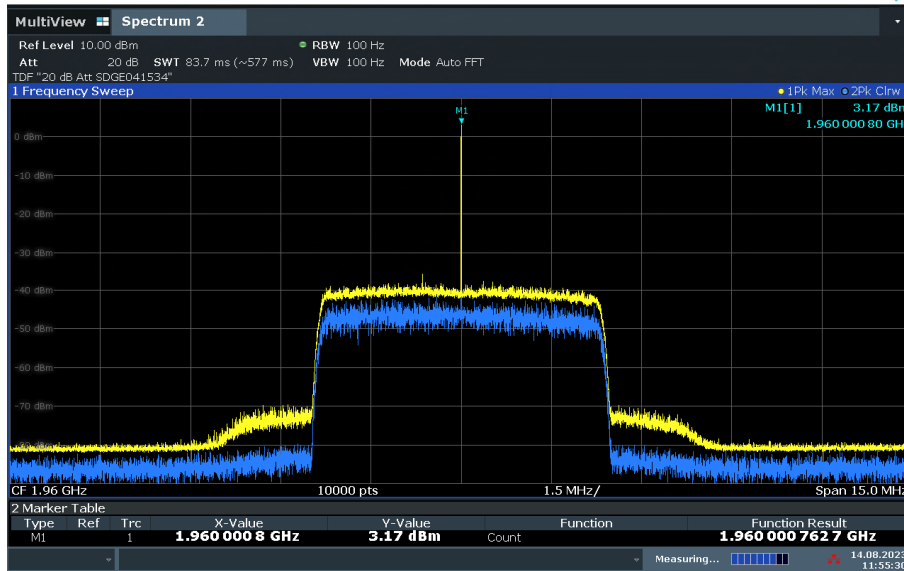 MultiView Spectrum 2
Ref Level 10.00 dBm RBW 100 Hz
Att 20 dB SWT 83.7 ms (~577 ms) VBW 100 Hz Mode Auto FFT
TDF "20 dB Att SDGE041534"
1 Frequency Sweep 1Pk Max 2Pk Clrw
M1 M1[1] 3.17 dBm
1.960 000 80 GH
0 dBm
-10 dBm
-20 dBm
-30 dBm
-40 dBm
-50 dBm
-60 dBm
-70 dBm
CF 1.96 GHz 10000 pts 1.5 MHz/ Span 15.0 MHz
2 Marker Table
Type Ref Trc X-Value Y-Value Function Function Result
M1 1 1.960 000 8 GHz 3.17 dBm Count 1.960 000 762 7 GHz
Measuring... 14.08.2023
11:55:30